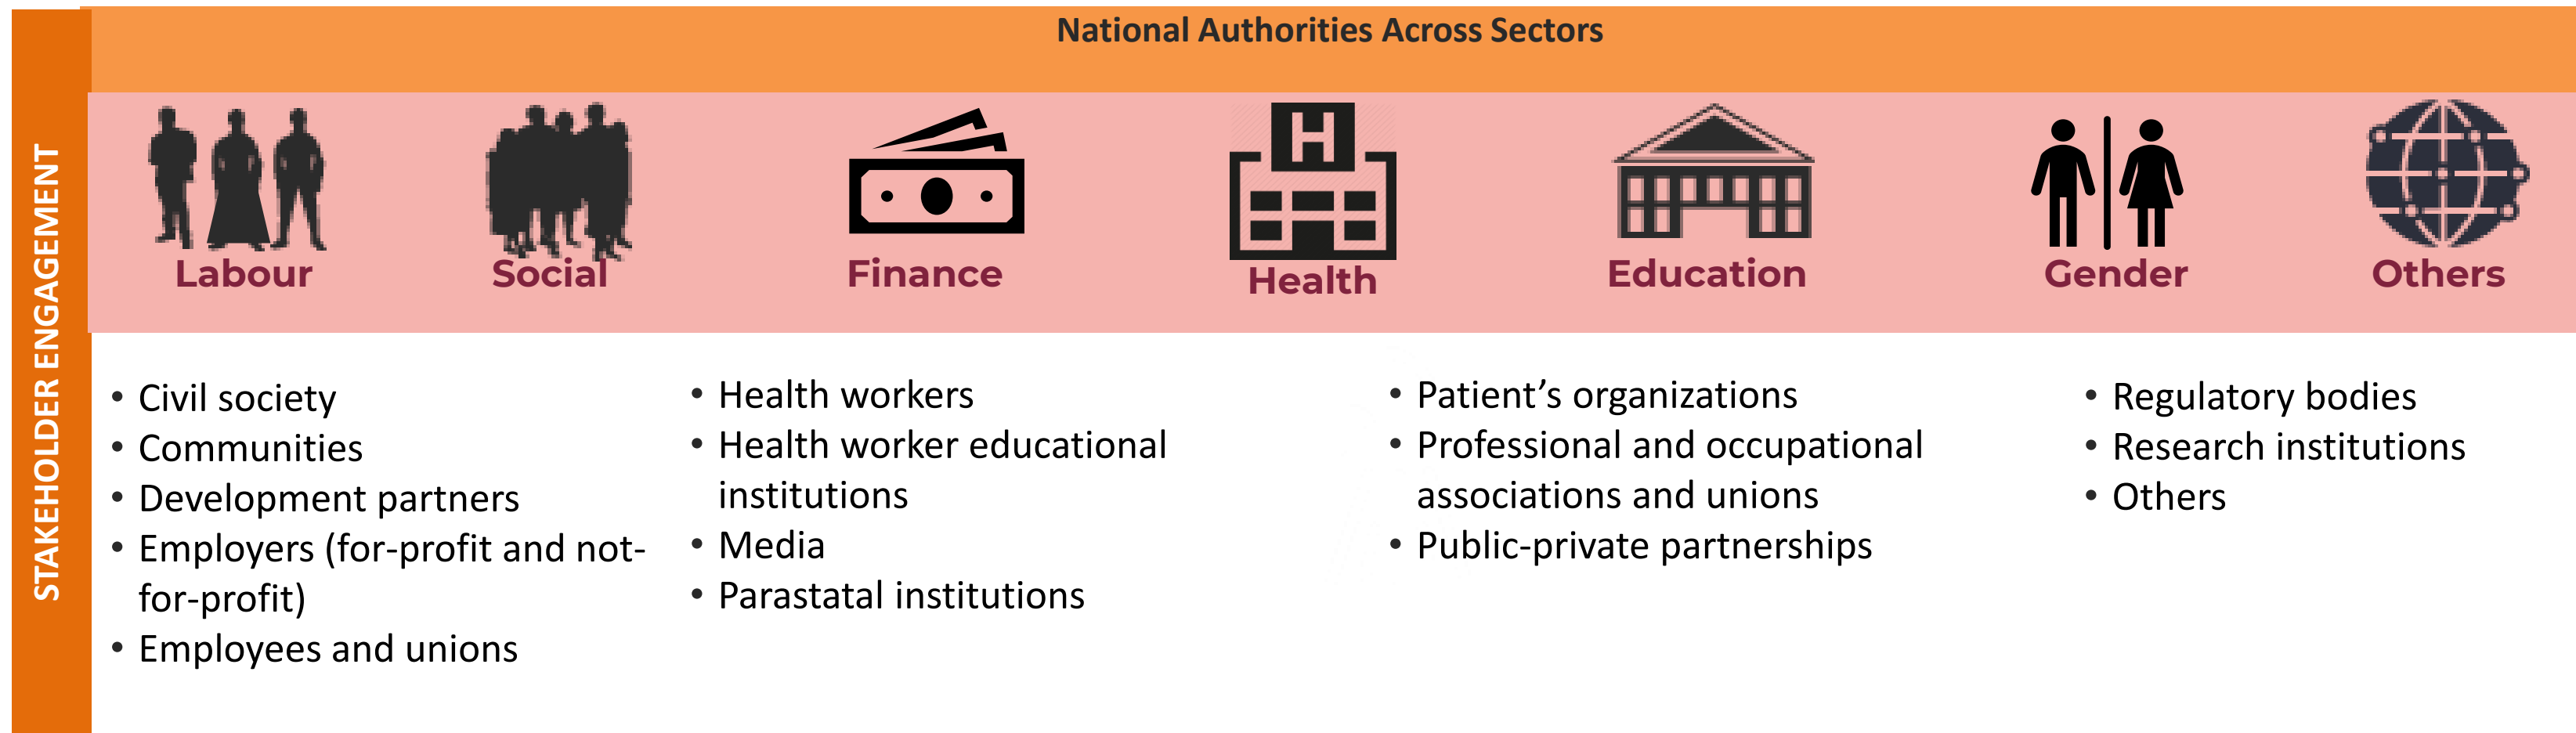 National Authorities Across Sectors
STAKEHOLDER ENGAGEMENT
Labour
Social
Finance
H
Health
Education
Gender
Others
• Civil society
• Communities
• Development partners
• Employers (for-profit and not-
for-profit)
• Employees and unions
• Health workers
• Health worker educational
institutions
• Media
• Parastatal institutions
• Patient’s organizations
• Professional and occupational
associations and unions
• Public-private partnerships
• Regulatory bodies
• Research institutions
• Others